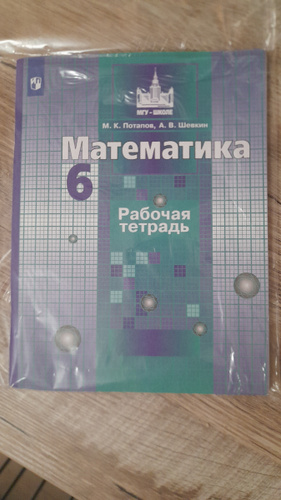 МГУ - ШКОЛЕ
М. К. Потапов, А. В. Шевкин
Математика
6
Рабочая
тетрадь